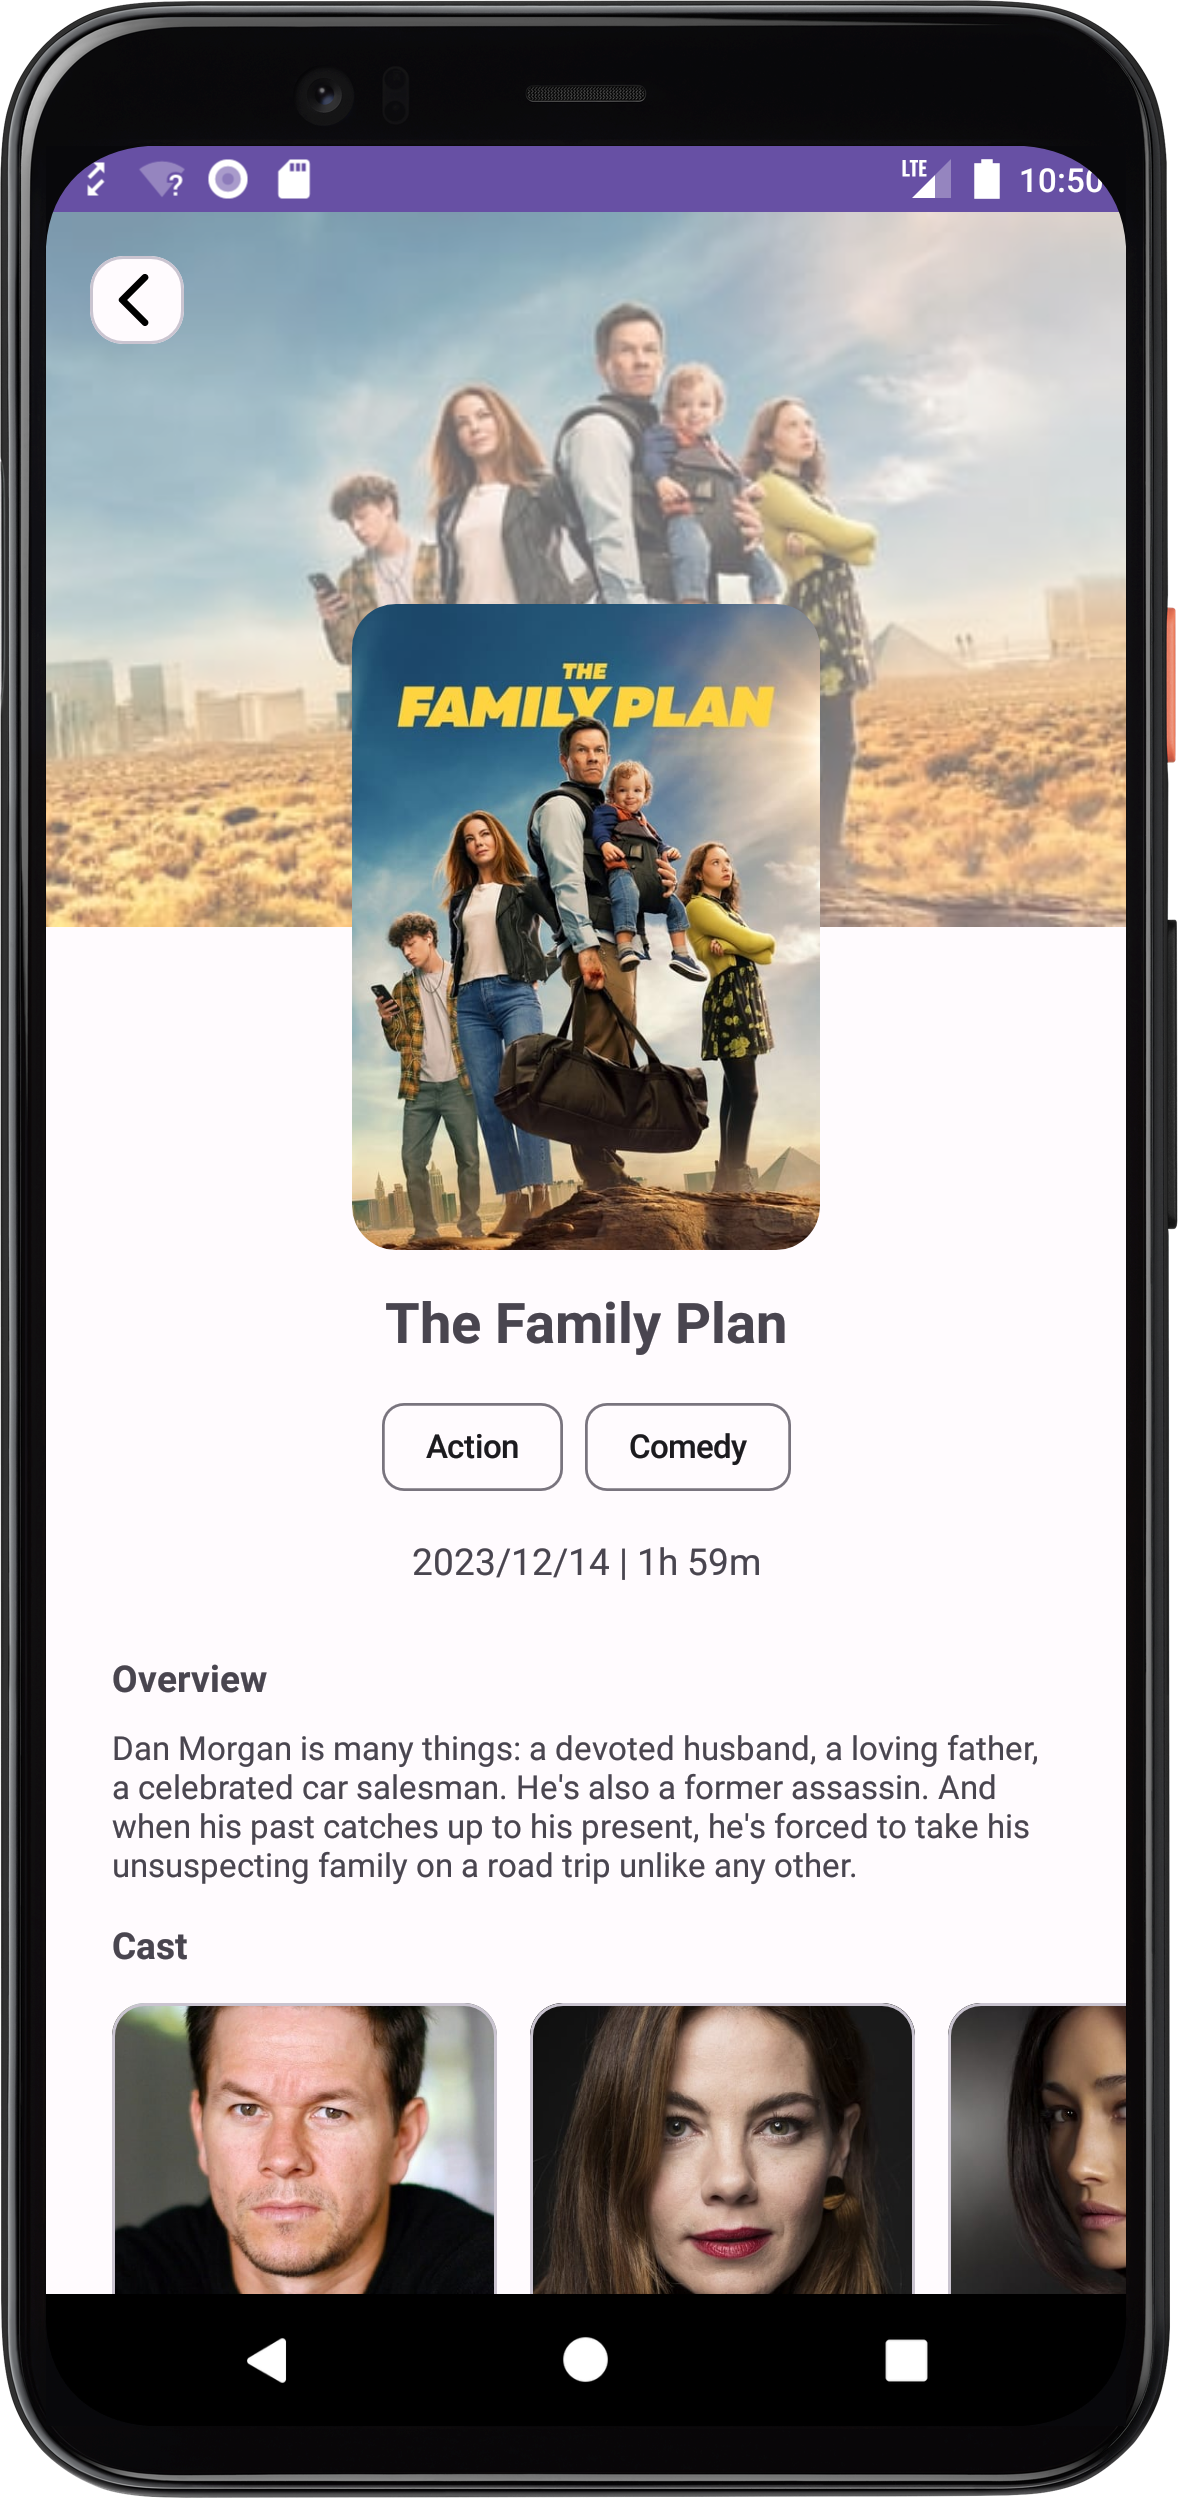 LTE 10:50
THE
FAMILY PLAN
The Family Plan
Action Comedy
2023/12/14 | 1h 59m
Overview
Dan Morgan is many things: a devoted husband, a loving father,
a celebrated car salesman. He's also a former assassin. And
when his past catches up to his present, he's forced to take his
unsuspecting family on a road trip unlike any other.
Cast